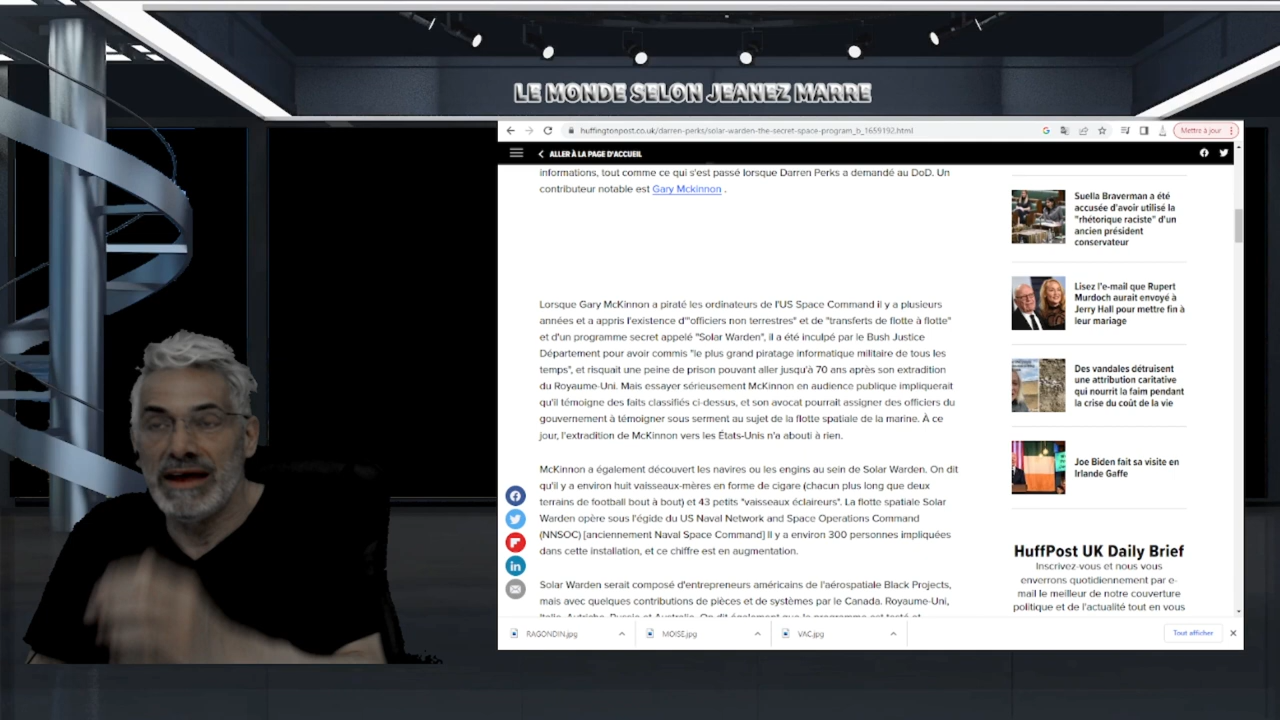 LE MONDE SELON JEANEZ MARRE
huffingtonpost.co.uk/darren-perks/solar-warden-the-secret-space-program_b_1659192.html
Mettre à jour
ALLER À LA PAGE D'ACCUEIL
informations, tout comme ce qui s'est passé lorsque Darren Perks a demandé au DoD. Un
contributeur notable est Gary Mckinnon .
Lorsque Gary McKinnon a piraté les ordinateurs de l'US Space Command il y a plusieurs
années et a appris l'existence d'"officiers non terrestres" et de "transferts de flotte à flotte"
et d'un programme secret appelé "Solar Warden", il a été inculpé par le Bush Justice
Département pour avoir commis "le plus grand piratage informatique militaire de tous les
temps", et risquait une peine de prison pouvant aller jusqu'à 70 ans après son extradition
du Royaume-Uni. Mais essayer sérieusement McKinnon en audience publique impliquerait
qu'il témoigne des faits classifiés ci-dessus, et son avocat pourrait assigner des officiers du
gouvernement à témoigner sous serment au sujet de la flotte spatiale de la marine. À ce
jour, l'extradition de McKinnon vers les États-Unis n'a abouti à rien.
McKinnon a également découvert les navires ou les engins au sein de Solar Warden. On dit
qu'il y a environ huit vaisseaux-mères en forme de cigare (chacun plus long que deux
terrains de football bout à bout) et 43 petits "vaisseaux éclaireurs". La flotte spatiale Solar
Warden opère sous l'égide du US Naval Network and Space Operations Command
(NNSOC) [anciennement Naval Space Command] Il y a environ 300 personnes impliquées
dans cette installation, et ce chiffre est en augmentation.
Solar Warden serait composé d'entrepreneurs américains de l'aérospatiale Black Projects,
mais avec quelques contributions de pièces et de systèmes par le Canada. Royaume-Uni,
Italie, Autriche, Russie et Australie. On dit également que le programme est testé et
Suella Braverman a été
accusée d'avoir utilisé la
"rhétorique raciste" d'un
ancien président
conservateur
Lisez l'e-mail que Rupert
Murdoch aurait envoyé à
Jerry Hall pour mettre fin à
leur mariage
Des vandales détruisent
une attribution caritative
qui nourrit la faim pendant
la crise du coût de la vie
Joe Biden fait sa visite en
Irlande Gaffe
HuffPost UK Daily Brief
Inscrivez-vous et nous vous
enverrons quotidiennement par e-
mail le meilleur de notre couverture
politique et de l'actualité tout en vous
RAGONDIN.jpg
MOISE.jpg
VAC.jpg
Tout afficher